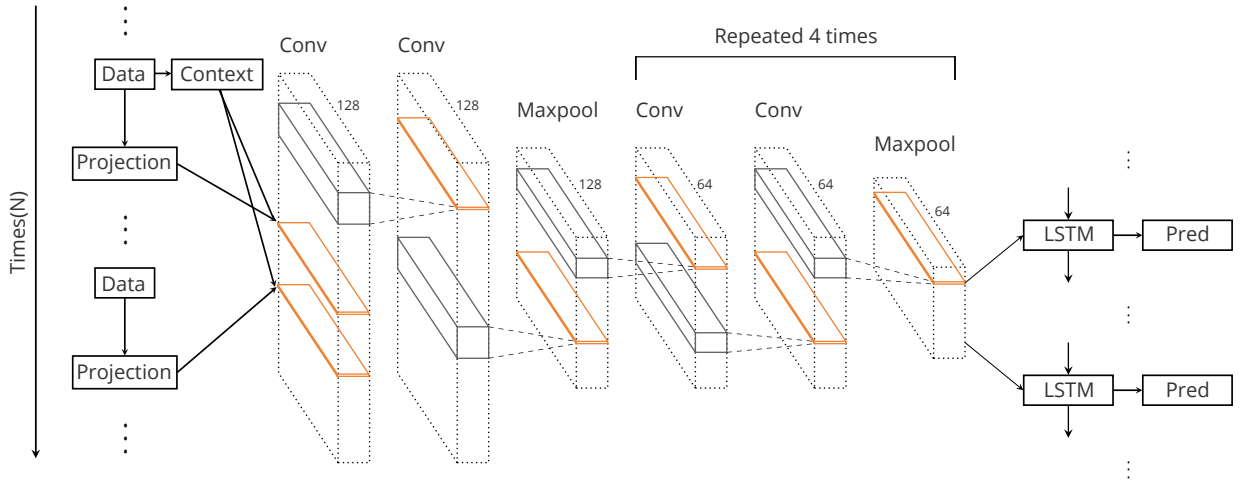 Times(N)
Data
Context
Projection
Data
Projection
Conv
128
Conv
128
Maxpool
128
Repeated 4 times
Conv
64
Conv
64
Maxpool
64
LSTM
Pred
LSTM
Pred